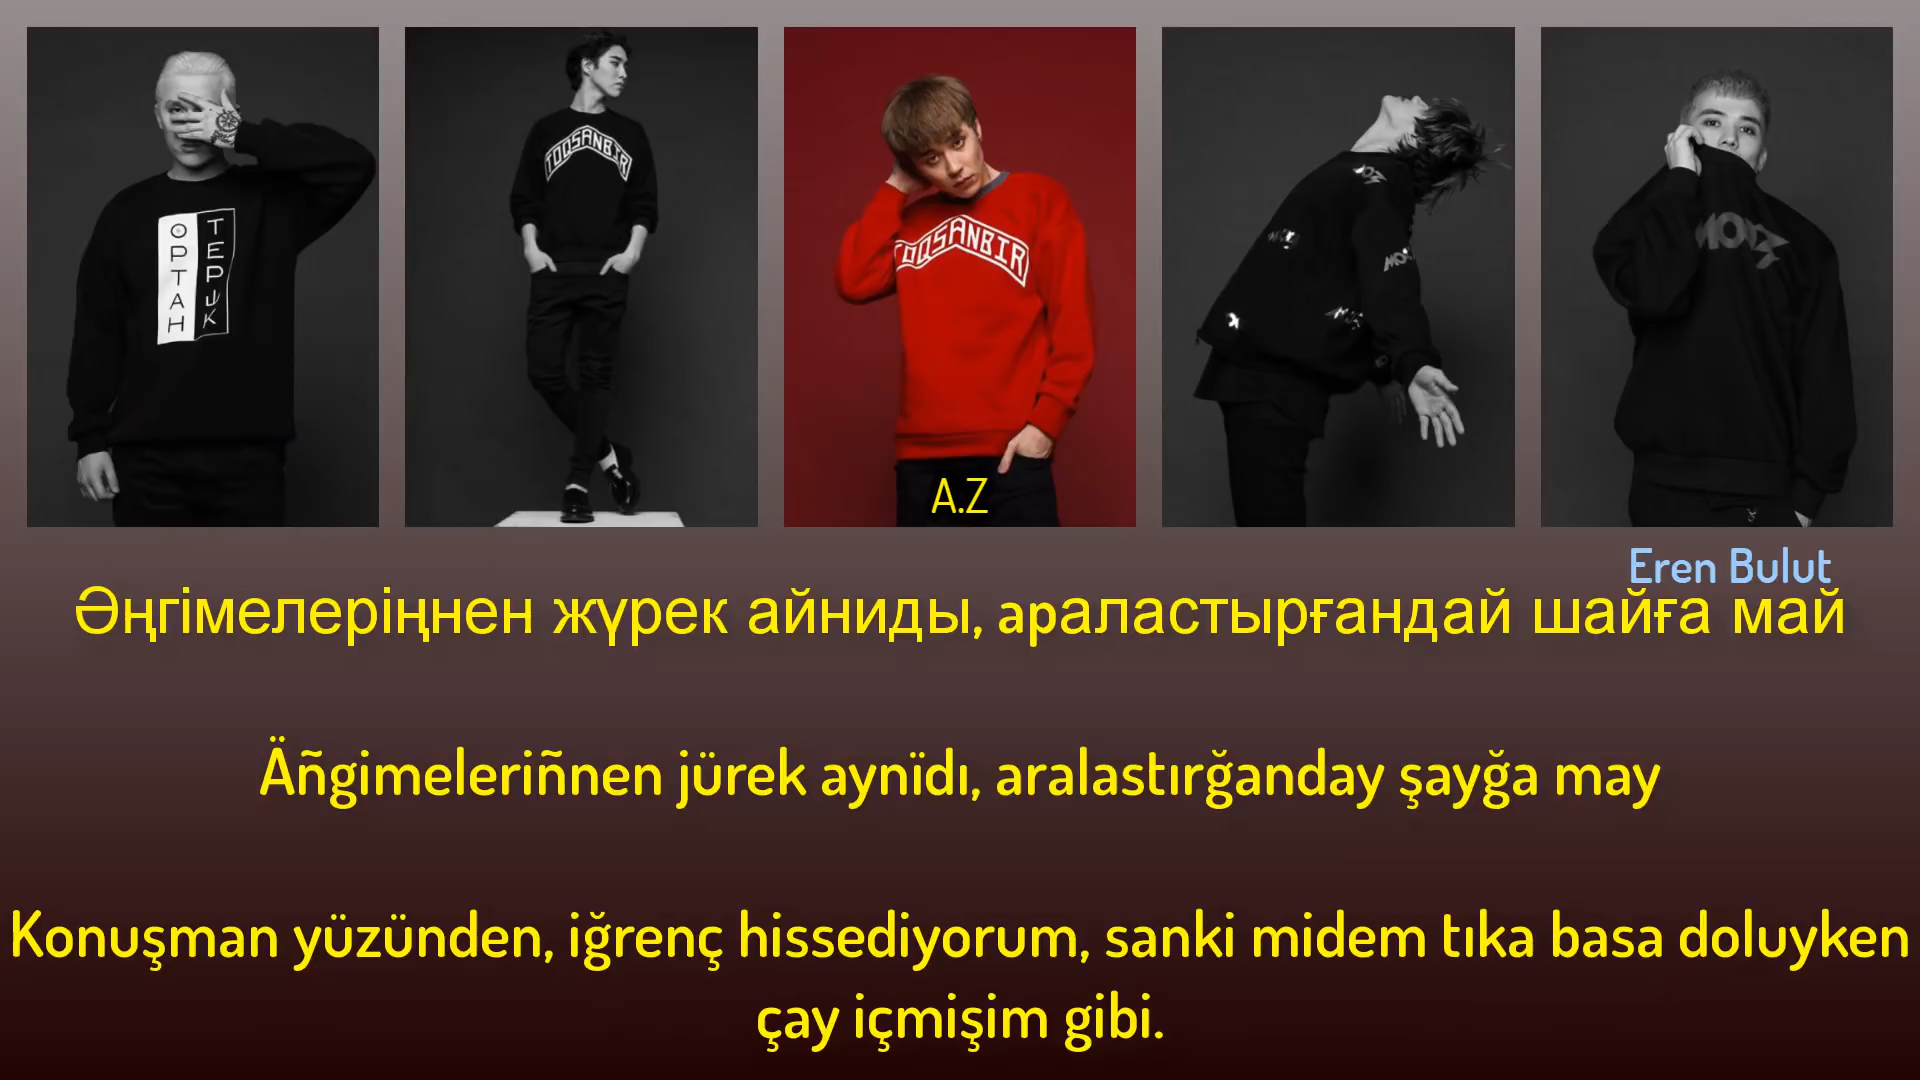 ОРТАН
ТЕРІК
TOQSANBIR
TOQSANBIR
A.Z
Eren Bulut
Әңгімелеріңнен жүрек айниды, араластырғандай шайға май
Äñgimeleriñnen jürek aynïdı, aralastırğanday şayğa may
Konuşman yüzünden, iğrenç hissediyorum, sanki midem tıka basa doluyken
çay içmişim gibi.